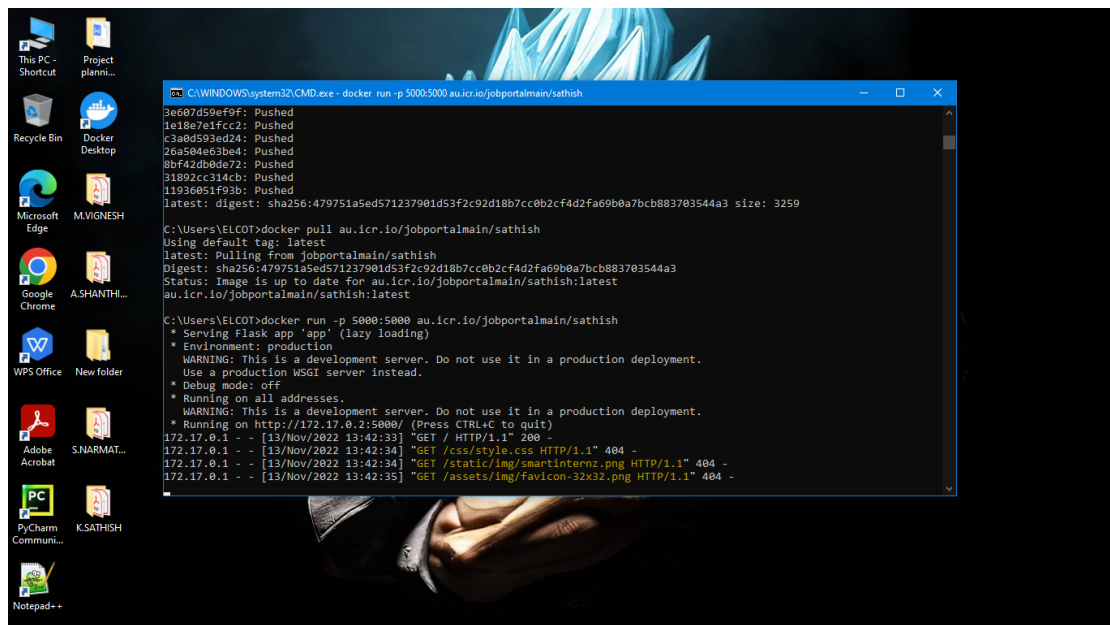 This PC -
Shortcut
Project
planni...
Recycle Bin
Docker
Desktop
Microsoft
Edge
M.VIGNESH
Google
Chrome
A.SHANTHI...
WPS Office
New folder
Adobe
Acrobat
S.NARMAT...
PC
PyCharm
Communi...
K.SATHISH
Notepad++
C:\WINDOWS\system32\CMD.exe - docker run -p 5000:5000 au.icr.io/jobportalmain/sathish
3e607d59ef9f: Pushed
1e18e7e1fcc2: Pushed
c3a0d593ed24: Pushed
26a504e63be4: Pushed
8bf42db0de72: Pushed
31892cc314cb: Pushed
11936051f93b: Pushed
latest: digest: sha256:479751a5ed571237901d53f2c92d18b7cc0b2cf4d2fa69b0a7bcb883703544a3 size: 3259
C:\Users\ELCOT>docker pull au.icr.io/jobportalmain/sathish
Using default tag: latest
latest: Pulling from jobportalmain/sathish
Digest: sha256:479751a5ed571237901d53f2c92d18b7cc0b2cf4d2fa69b0a7bcb883703544a3
Status: Image is up to date for au.icr.io/jobportalmain/sathish:latest
au.icr.io/jobportalmain/sathish:latest
C:\Users\ELCOT>docker run -p 5000:5000 au.icr.io/jobportalmain/sathish
* Serving Flask app 'app' (lazy loading)
* Environment: production
WARNING: This is a development server. Do not use it in a production deployment.
Use a production WSGI server instead.
* Debug mode: off
* Running on all addresses.
WARNING: This is a development server. Do not use it in a production deployment.
* Running on http://172.17.0.2:5000/ (Press CTRL+C to quit)
172.17.0.1 - - [13/Nov/2022 13:42:33] "GET / HTTP/1.1" 200 -
172.17.0.1 - - [13/Nov/2022 13:42:34] "GET /css/style.css HTTP/1.1" 404 -
172.17.0.1 - - [13/Nov/2022 13:42:34] "GET /static/img/smartinternz.png HTTP/1.1" 404 -
172.17.0.1 - - [13/Nov/2022 13:42:35] "GET /assets/img/favicon-32x32.png HTTP/1.1" 404 -